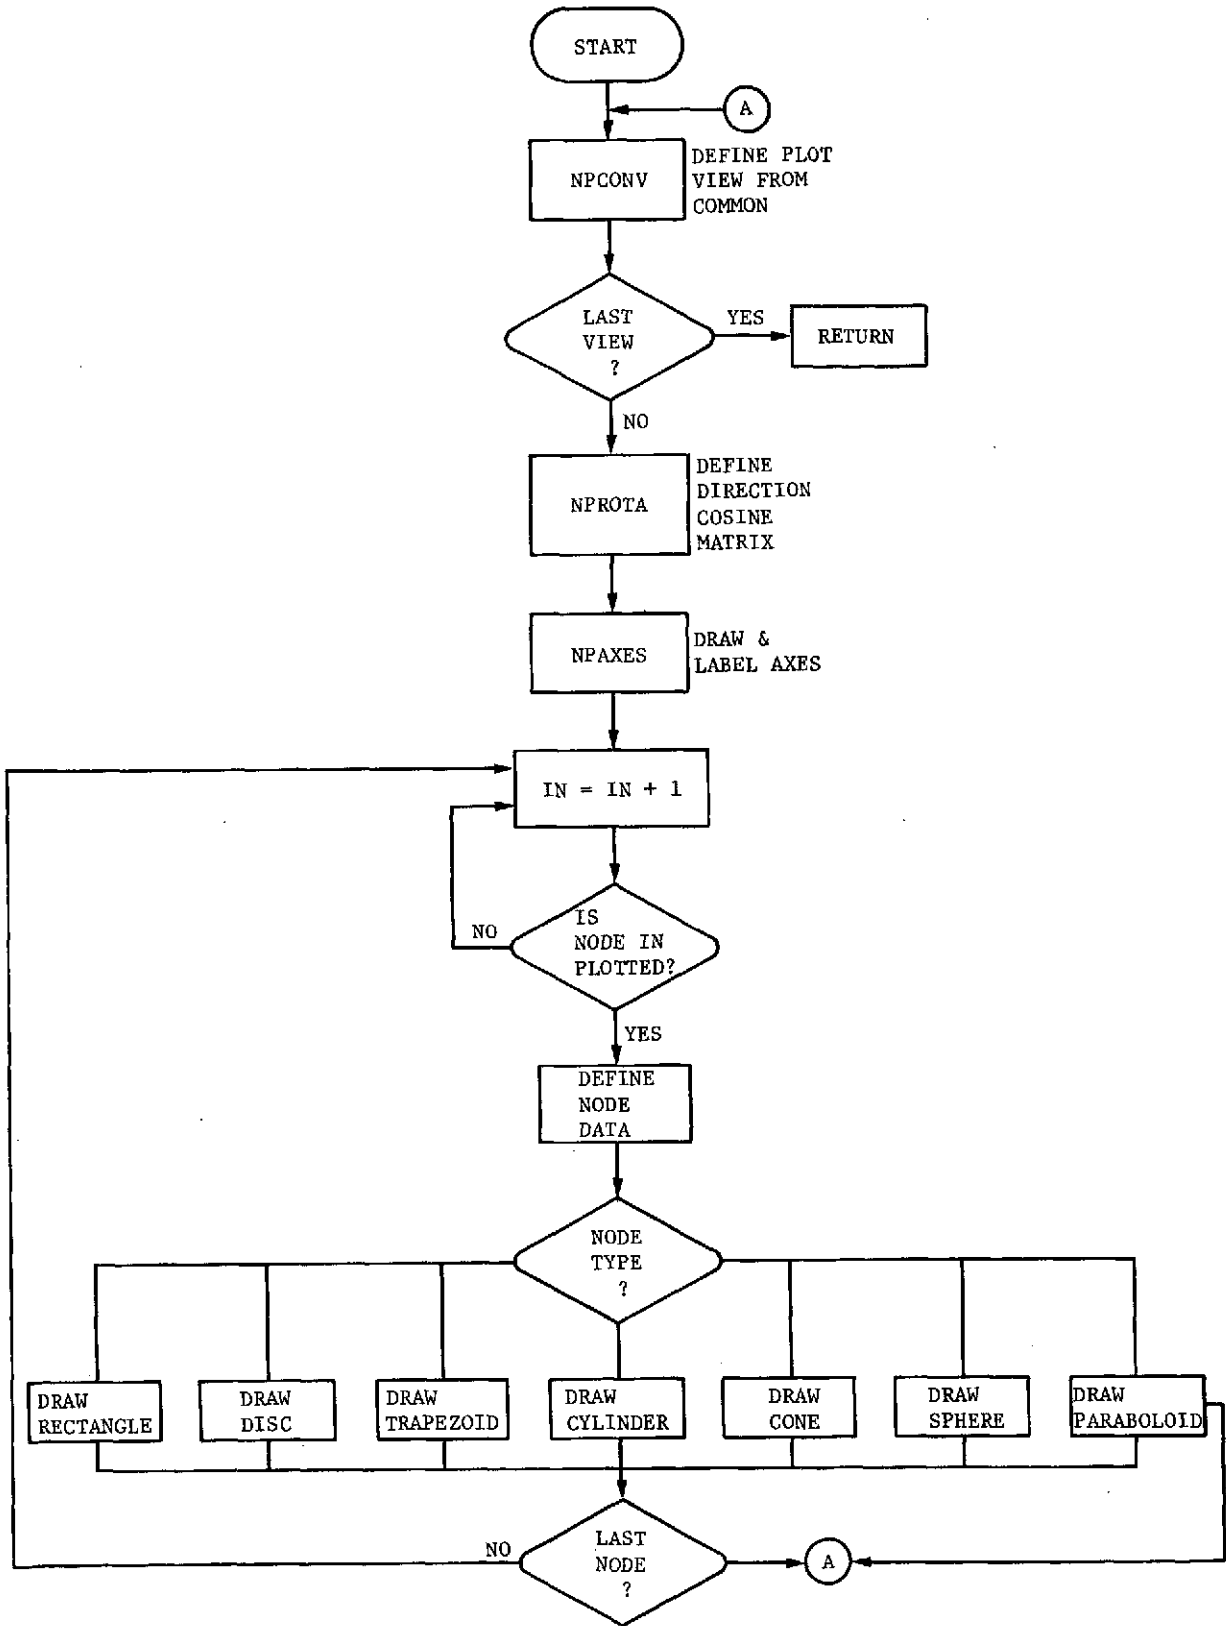 START
A
NPCONV
DEFINE PLOT
VIEW FROM
COMMON
LAST
VIEW
?
YES
RETURN
NO
NPROTA
DEFINE
DIRECTION
COSINE
MATRIX
NPAXES
DRAW &
LABEL AXES
IN = IN + 1
IS
NODE IN
PLOTTED?
NO
YES
DEFINE
NODE
DATA
NODE
TYPE
?
DRAW
RECTANGLE
DRAW
DISC
DRAW
TRAPEZOID
DRAW
CYLINDER
DRAW
CONE
DRAW
SPHERE
DRAW
PARABOLOID
LAST
NODE
?
NO
A